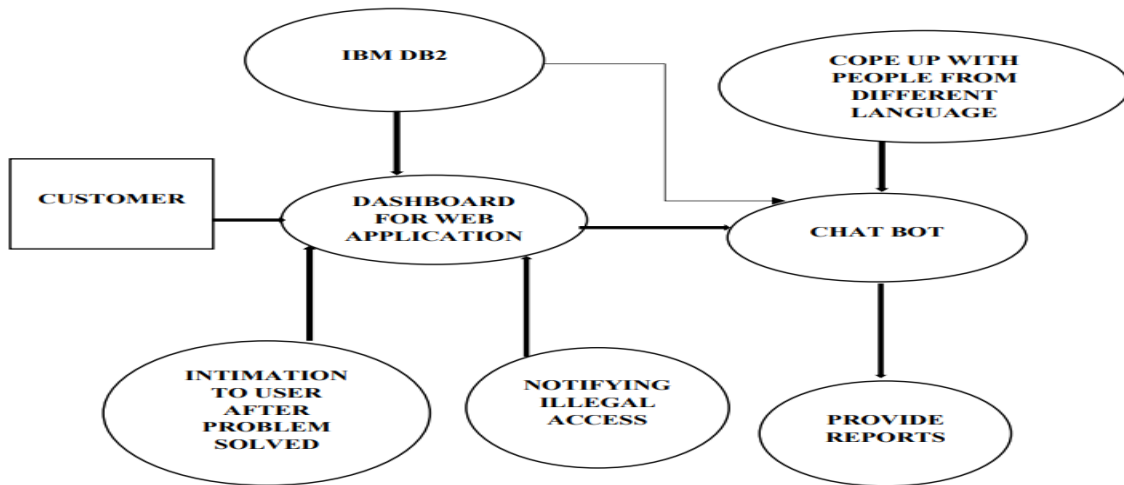 IBM DB2
COPE UP WITH
PEOPLE FROM
DIFFERENT
LANGUAGE
CUSTOMER
DASHBOARD
FOR WEB
APPLICATION
CHAT BOT
INTIMATION
TO USER
AFTER
PROBLEM
SOLVED
NOTIFYING
ILLEGAL
ACCESS
PROVIDE
REPORTS